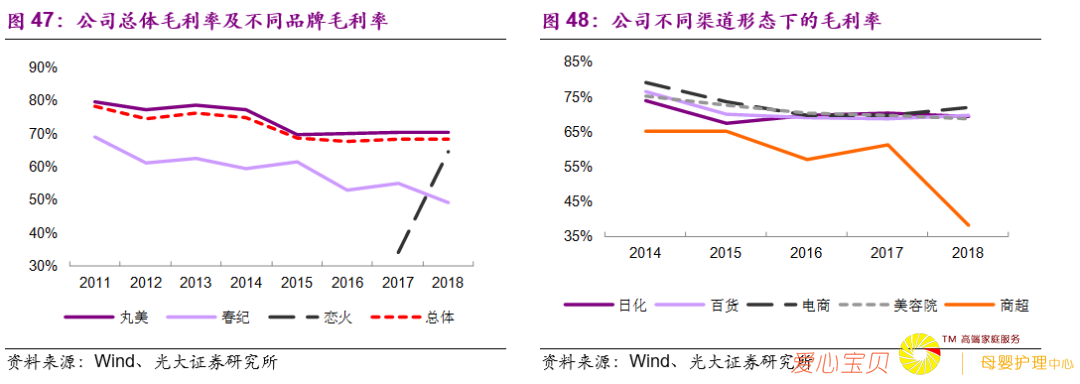 图 47：公司总体毛利率及不同品牌毛利率
90%
80%
70%
60%
50%
40%
30%
2011 2012 2013 2014 2015 2016 2017 2018
丸美 春纪 恋火 总体
资料来源：Wind、光大证券研究所
图 48：公司不同渠道形态下的毛利率
85%
75%
65%
55%
45%
35%
2014 2015 2016 2017 2018
日化 百货 电商 美容院 商超
资料来源：Wind、光大证券研究所
爱心宝贝
TM 高端家庭服务
母婴护理中心